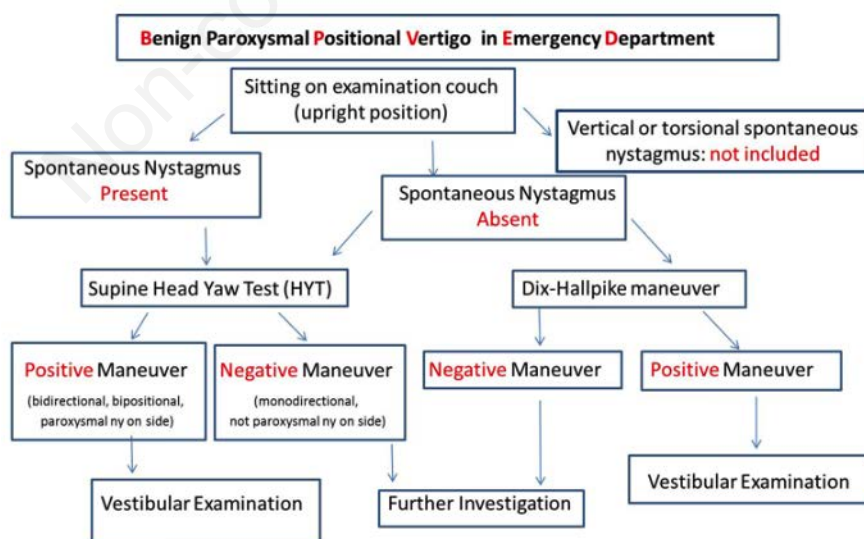 Benign Paroxysmal Positional Vertigo in Emergency Department
Sitting on examination couch
(upright position)
Vertical or torsional spontaneous
nystagmus: not included
Spontaneous Nystagmus
Present
Spontaneous Nystagmus
Absent
Supine Head Yaw Test (HYT)
Dix-Hallpike maneuver
Positive Maneuver
(bidirectional, bipositional,
paroxysmal ny on side)
Negative Maneuver
(monodirectional,
not paroxysmal ny on side)
Negative Maneuver
Positive Maneuver
Vestibular Examination
Further Investigation
Vestibular Examination
Non-co